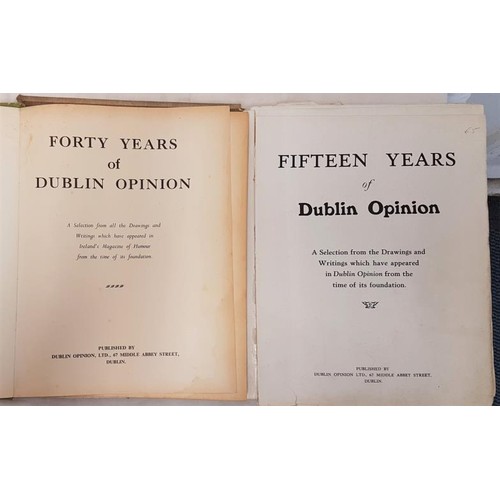 FORTY YEARS
of
DUBLIN OPINION
A Selection from all the Drawings and
Writings which have appeared in
Ireland's Magazine of Humour
from the time of its foundation.
PUBLISHED BY
DUBLIN OPINION, LTD., 67 MIDDLE ABBEY STREET,
DUBLIN.
65
FIFTEEN YEARS
of
Dublin Opinion
A Selection from the Drawings and
Writings which have appeared
in Dublin Opinion from the
time of its foundation.
PUBLISHED BY
DUBLIN OPINION LTD., 67 MIDDLE ABBEY STREET,
DUBLIN.